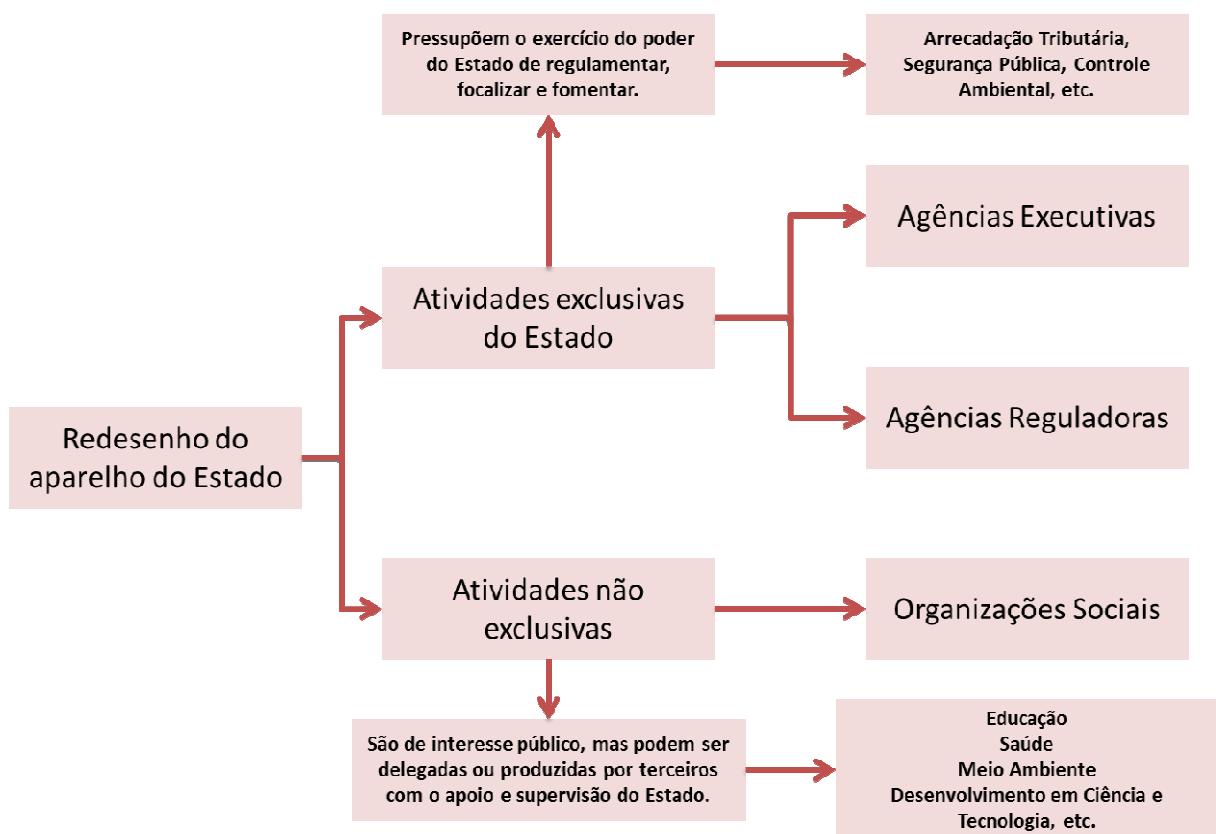 Pressupõem o exercício do poder
do Estado de regulamentar,
focalizar e fomentar.
Arrecadação Tributária,
Segurança Pública, Controle
Ambiental, etc.
Agências Executivas
Atividades exclusivas
do Estado
Agências Reguladoras
Redesenho do
aparelho do Estado
Atividades não
exclusivas
Organizações Sociais
São de interesse público, mas podem ser
delegadas ou produzidas por terceiros
com o apoio e supervisão do Estado.
Educação
Saúde
Meio Ambiente
Desenvolvimento em Ciência e
Tecnologia, etc.